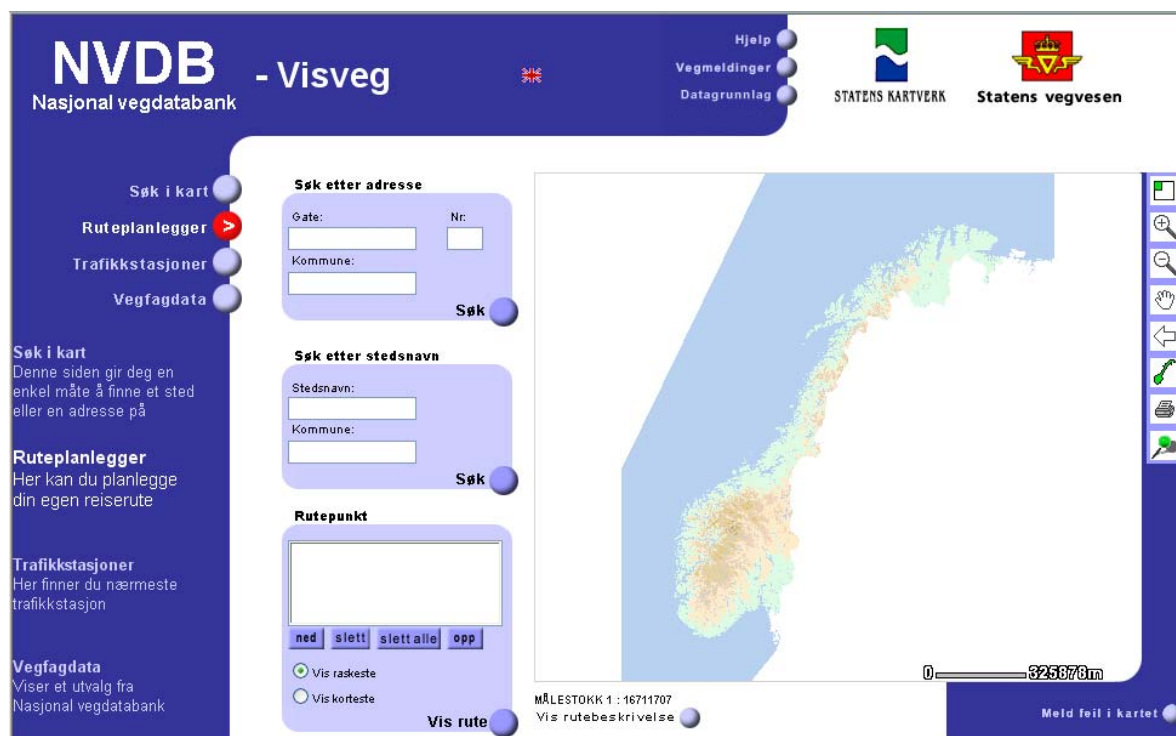 NVDB
Nasjonal vegdatabank
- Visveg
Hjelp
Vegmeldinger
Datagrunnlag
STATENS KARTVERK
Statens vegvesen
Søk i kart
Ruteplanlegger
>
Trafikkstasjoner
Vegfagdata
Søk i kart
Denne siden gir deg en
enkel måte å finne et sted
eller en adresse på
Ruteplanlegger
Her kan du planlegge
din egen reiserute
Trafikkstasjoner
Her finner du nærmeste
trafikkstasjon
Vegfagdata
Viser et utvalg fra
Nasjonal vegdatabank
Søk etter adresse
Gate: Nr:
Kommune:
Søk
Søk etter stedsnavn
Stedsnavn:
Kommune:
Søk
Rutepunkt
ned slett slett alle opp
Vis raskeste
Vis korteste
Vis rute
0 325878m
MÅLESTOKK 1 : 16711707
Vis rutebeskrivelse
Meld feil i kartet